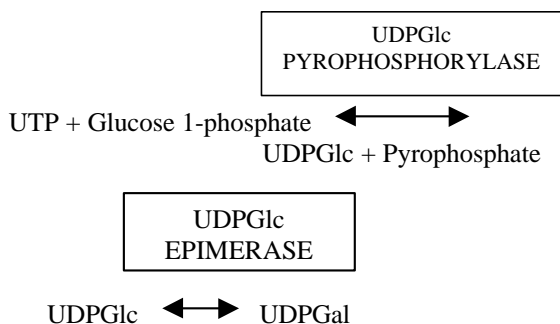 UDPGlc
PYROPHOSPHORYLASE
UTP + Glucose 1-phosphate
UDPGlc + Pyrophosphate
UDPGlc
EPIMERASE
UDPGlc UDPGal